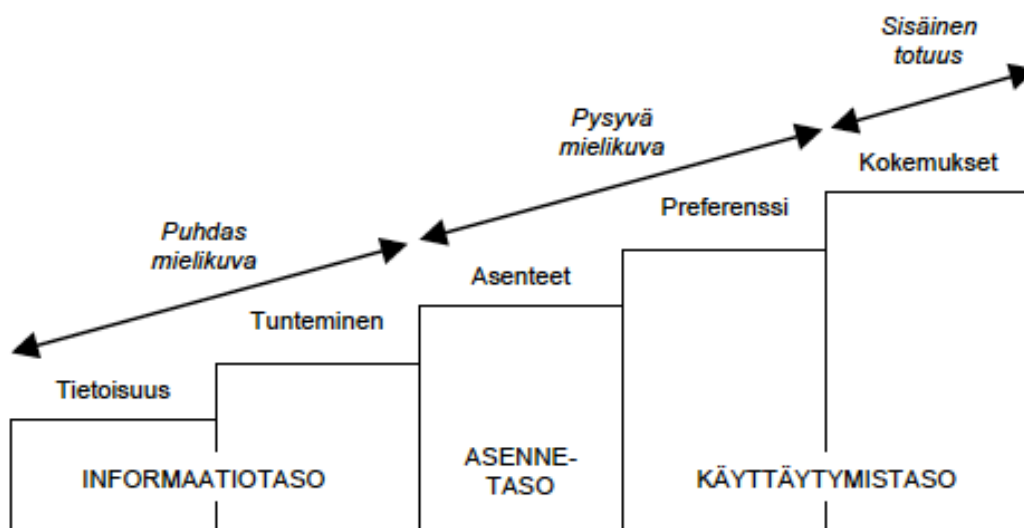 Sisäinen
totuus
Pysyvä
mielikuva
Kokemukset
Preferenssi
Puhdas
mielikuva
Asenteet
Tunteminen
Tietoisuus
INFORMAATIOTASO
ASENNE-
TASO
KÄYTTÄYTYMISTASO